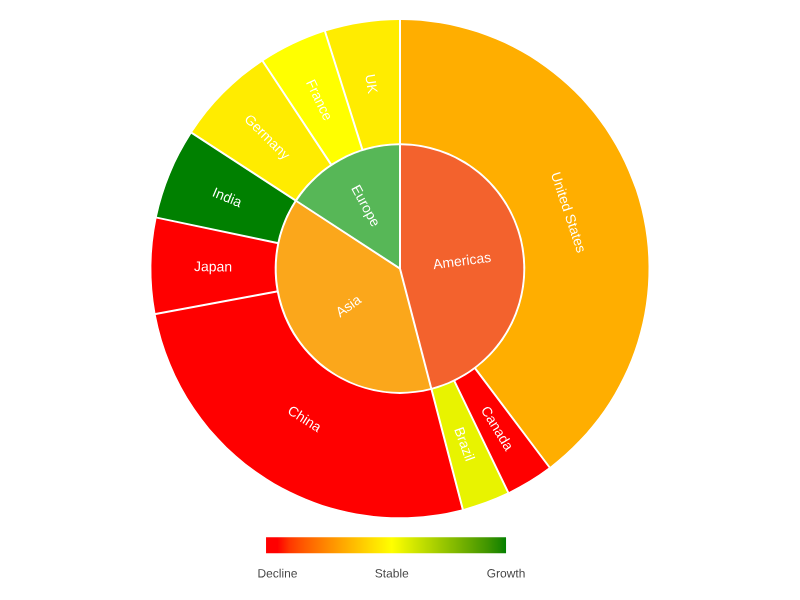 UK
France
Germany
India
Japan
China
Brazil
Canada
United States
Europe
Americas
Asia
Decline
Stable
Growth